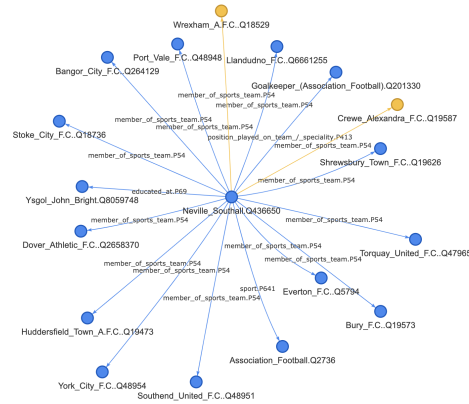 Wrexham_A.F.C..Q18529
Port_Vale_F.C..Q48948
Llandudno_F.C..Q6661255
Bangor_City_F.C..Q264129
Goalkeeper_(Association_Football).Q201330
member_of_sports_team.P54
member_of_sports_team.P54
Crewe_Alexandra_F.C..Q19587
member_of_sports_team.P54
member_of_sports_team.P54
Stoke_City_F.C..Q18736
position_played_on_team_/_speciality.P413
member_of_sports_team.P54
member_of_sports_team.P54
Shrewsbury_Town_F.C..Q19626
educated_at.P69
Ysgol_John_Bright.Q8059748
Neville_Southall.Q436650
member_of_sports_team.P54
member_of_sports_team.P54
Dover_Athletic_F.C..Q2658370
member_of_sports_team.P54
Torquay_United_F.C..Q47965
member_of_sports_team.P54
member_of_sports_team.P54
member_of_sports_team.P54
sport.P641
Everton_F.C..Q5794
member_of_sports_team.P54
Huddersfield_Town_A.F.C..Q19473
Bury_F.C..Q19573
Association_Football.Q2736
York_City_F.C..Q48954
Southend_United_F.C..Q48951